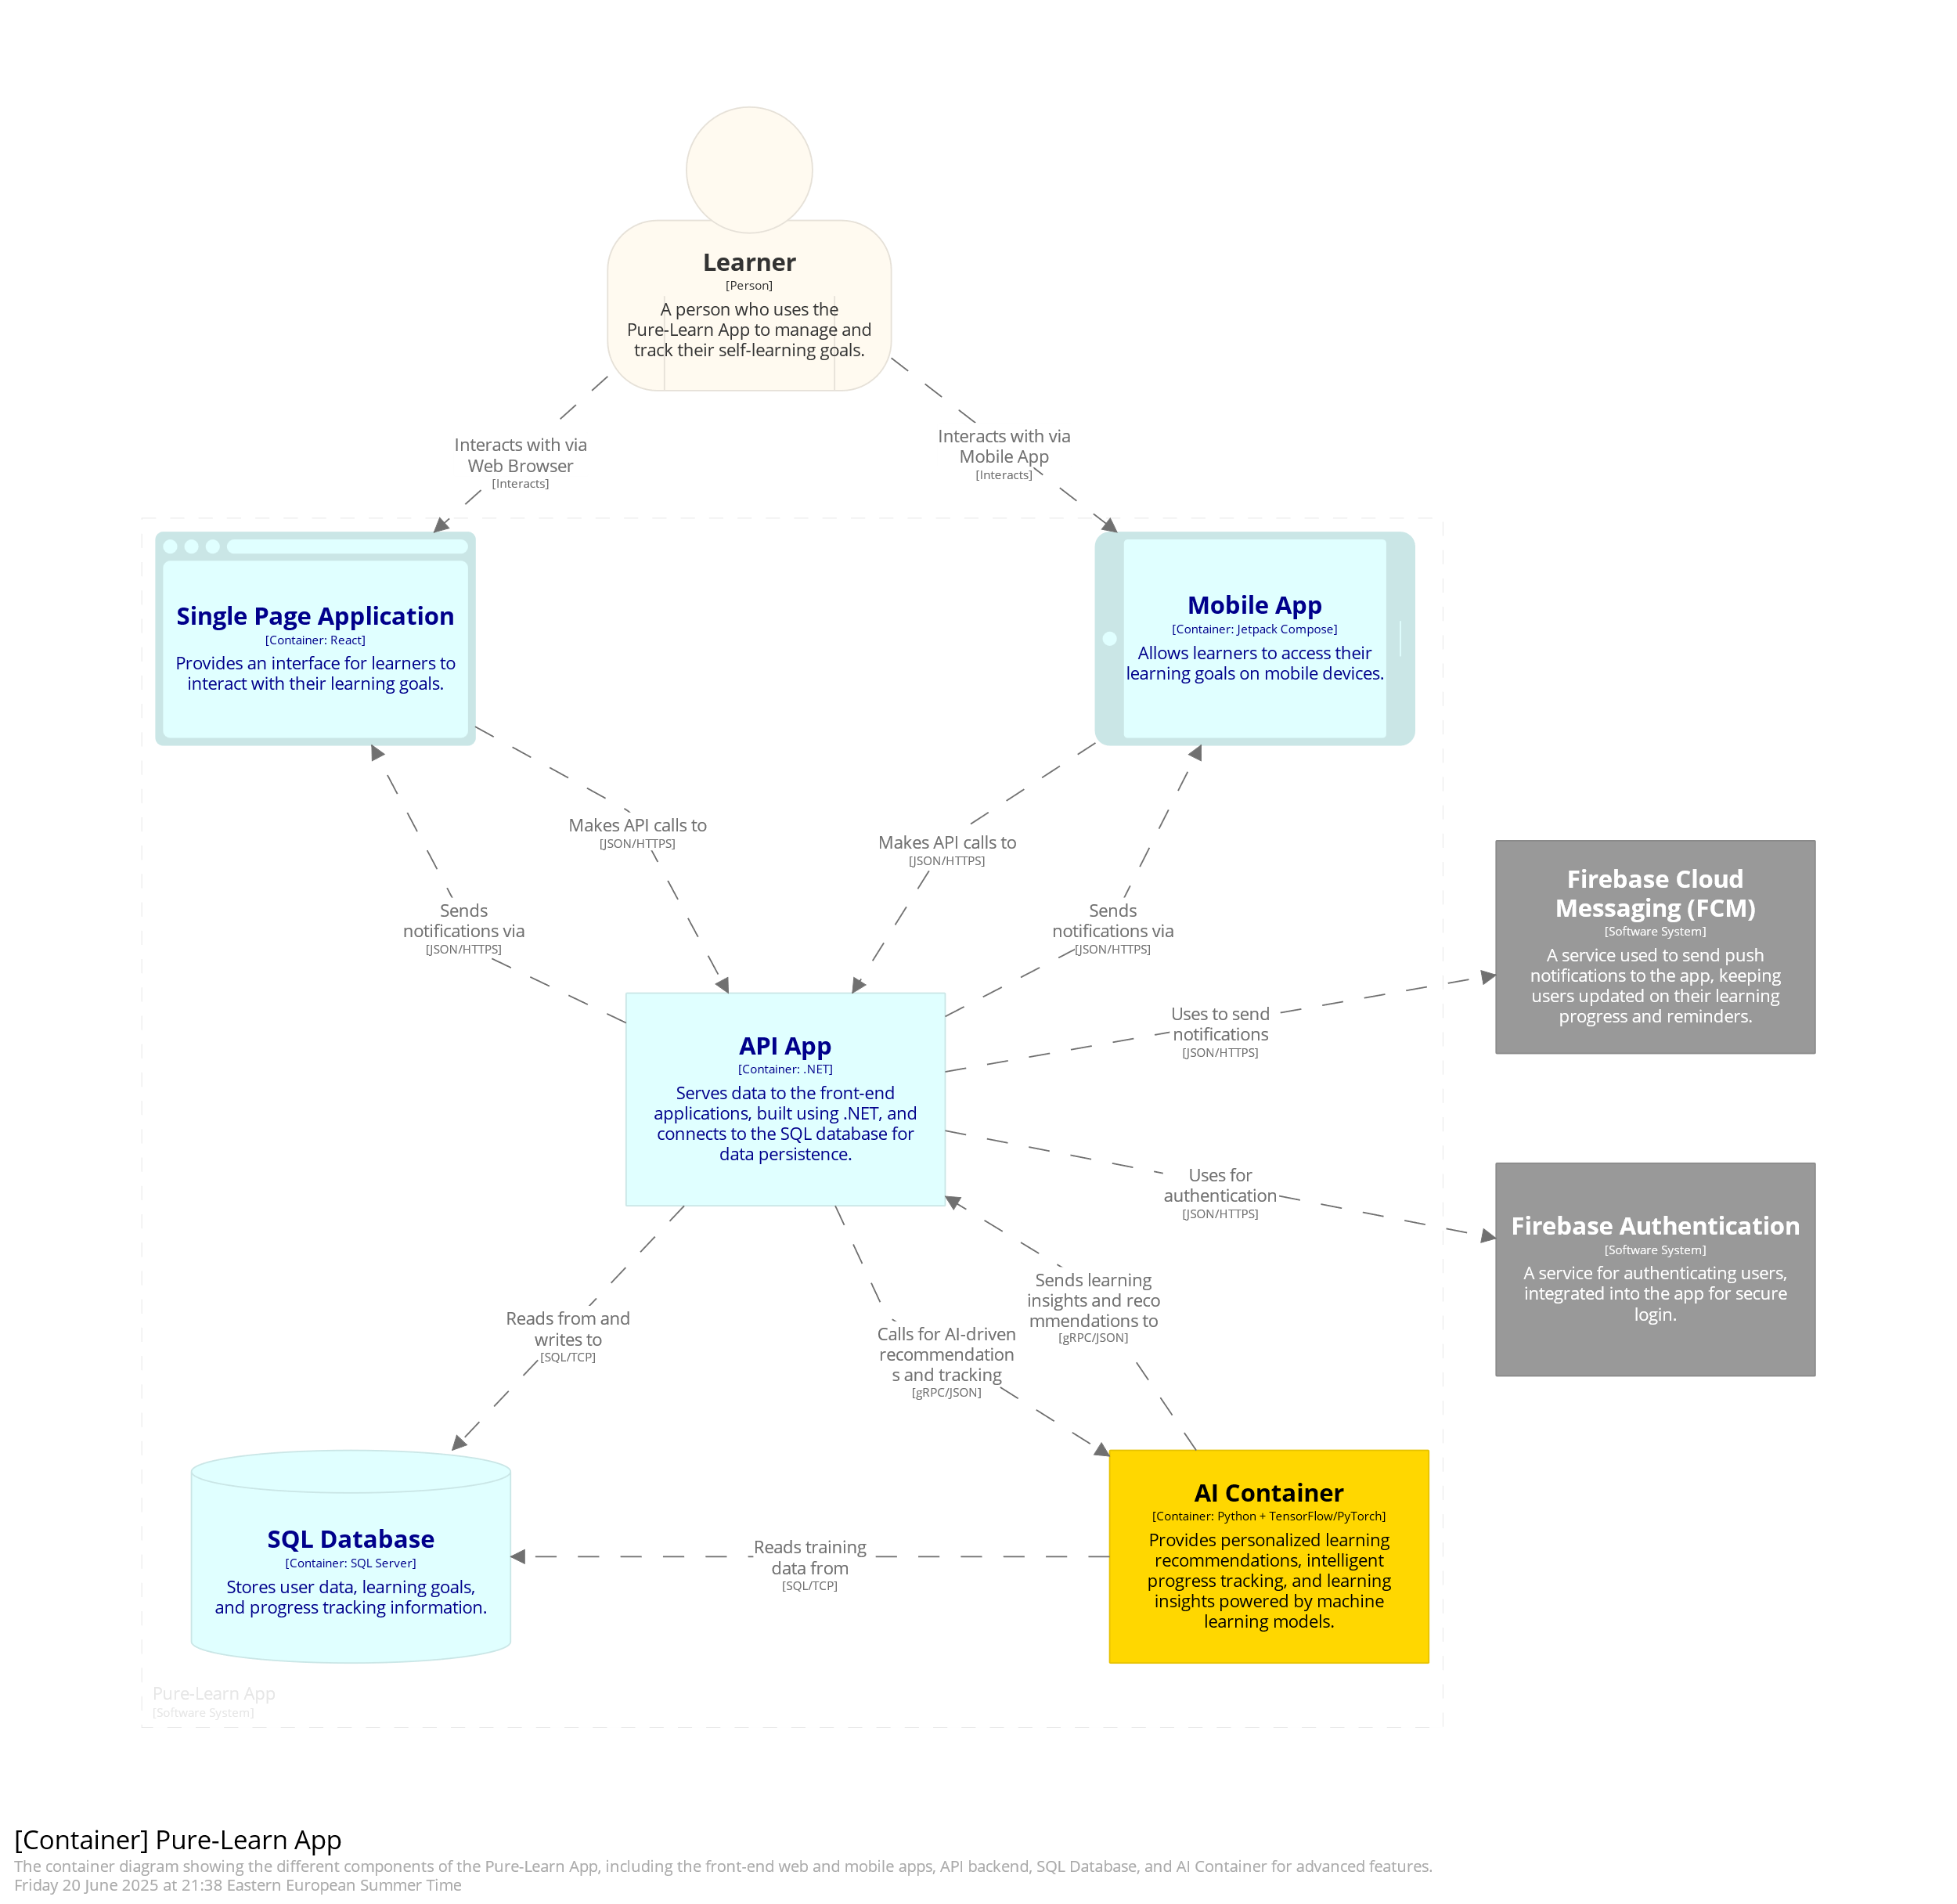 Learner
[Person]
A person who uses the
Pure-Learn App to manage and
track their self-learning goals.
Interacts with via
Web Browser
[Interacts]
Interacts with via
Mobile App
[Interacts]
Single Page Application
[Container: React]
Provides an interface for learners to
interact with their learning goals.
Mobile App
[Container: Jetpack Compose]
Allows learners to access their
learning goals on mobile devices.
Makes API calls to
[JSON/HTTPS]
Makes API calls to
[JSON/HTTPS]
Sends
notifications via
[JSON/HTTPS]
Sends
notifications via
[JSON/HTTPS]
Firebase Cloud
Messaging (FCM)
[Software System]
A service used to send push
notifications to the app, keeping
users updated on their learning
progress and reminders.
Uses to send
notifications
[JSON/HTTPS]
API App
[Container: .NET]
Serves data to the front-end
applications, built using .NET, and
connects to the SQL database for
data persistence.
Uses for
authentication
[JSON/HTTPS]
Firebase Authentication
[Software System]
A service for authenticating users,
integrated into the app for secure
login.
Sends learning
insights and reco
mmendations to
[gRPC/JSON]
Reads from and
writes to
[SQL/TCP]
Calls for AI-driven
recommendation
s and tracking
[gRPC/JSON]
SQL Database
[Container: SQL Server]
Stores user data, learning goals,
and progress tracking information.
Reads training
data from
[SQL/TCP]
AI Container
[Container: Python + TensorFlow/PyTorch]
Provides personalized learning
recommendations, intelligent
progress tracking, and learning
insights powered by machine
learning models.
Pure-Learn App
[Software System]
[Container] Pure-Learn App
The container diagram showing the different components of the Pure-Learn App, including the front-end web and mobile apps, API backend, SQL Database, and AI Container for advanced features.
Friday 20 June 2025 at 21:38 Eastern European Summer Time